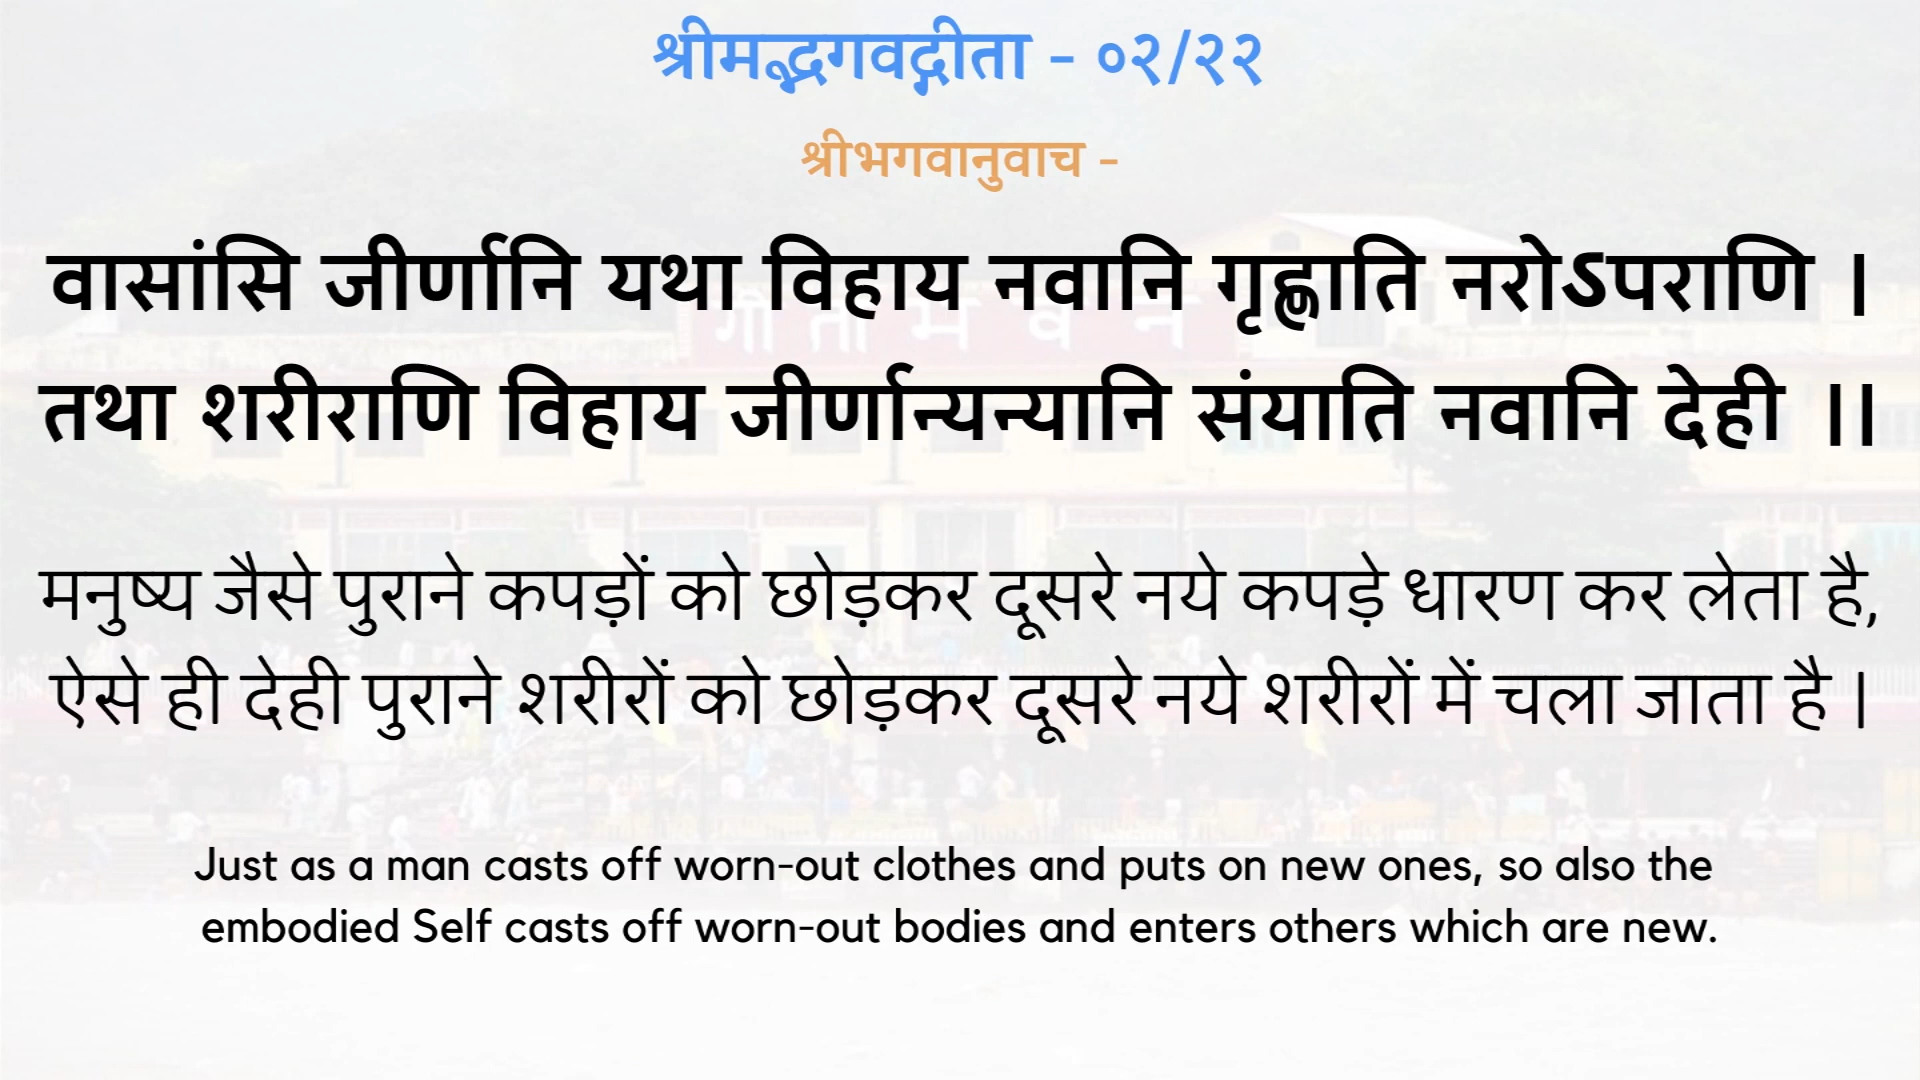 श्रीमद्भगवद्गीता - ०२/२२
श्रीभगवानुवाच -
वासांसि जीर्णानि यथा विहाय नवानि गृह्णाति नरोऽपराणि ।
गीता भवन
तथा शरीराणि विहाय जीर्णान्यन्यानि संयाति नवानि देही ।।
मनुष्य जैसे पुराने कपड़ों को छोड़कर दूसरे नये कपड़े धारण कर लेता है,
ऐसे ही देही पुराने शरीरों को छोड़कर दूसरे नये शरीरों में चला जाता है ।
Just as a man casts off worn-out clothes and puts on new ones, so also the
embodied Self casts off worn-out bodies and enters others which are new.